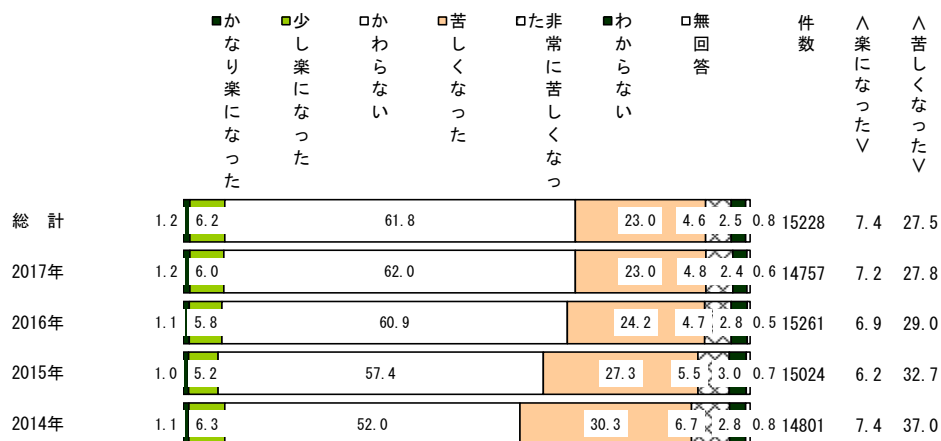 ■かなり楽になった
■少し楽になった
□かわらない
■苦しくなった
□非常に苦しくなった
■わからない
□無回答
件数
＜楽になった＞
＜苦しくなった＞
総 計 1.2 6.2 61.8 23.0 4.6 2.5 0.8 15228 7.4 27.5
2017年 1.2 6.0 62.0 23.0 4.8 2.4 0.6 14757 7.2 27.8
2016年 1.1 5.8 60.9 24.2 4.7 2.8 0.5 15261 6.9 29.0
2015年 1.0 5.2 57.4 27.3 5.5 3.0 0.7 15024 6.2 32.7
2014年 1.1 6.3 52.0 30.3 6.7 2.8 0.8 14801 7.4 37.0